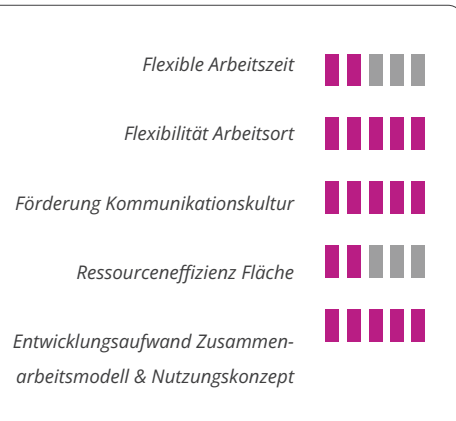 Flexible Arbeitszeit
Flexibilität Arbeitsort
Förderung Kommunikationskultur
Ressourceneffizienz Fläche
Entwicklungsaufwand Zusammen-
arbeitsmodell & Nutzungskonzept